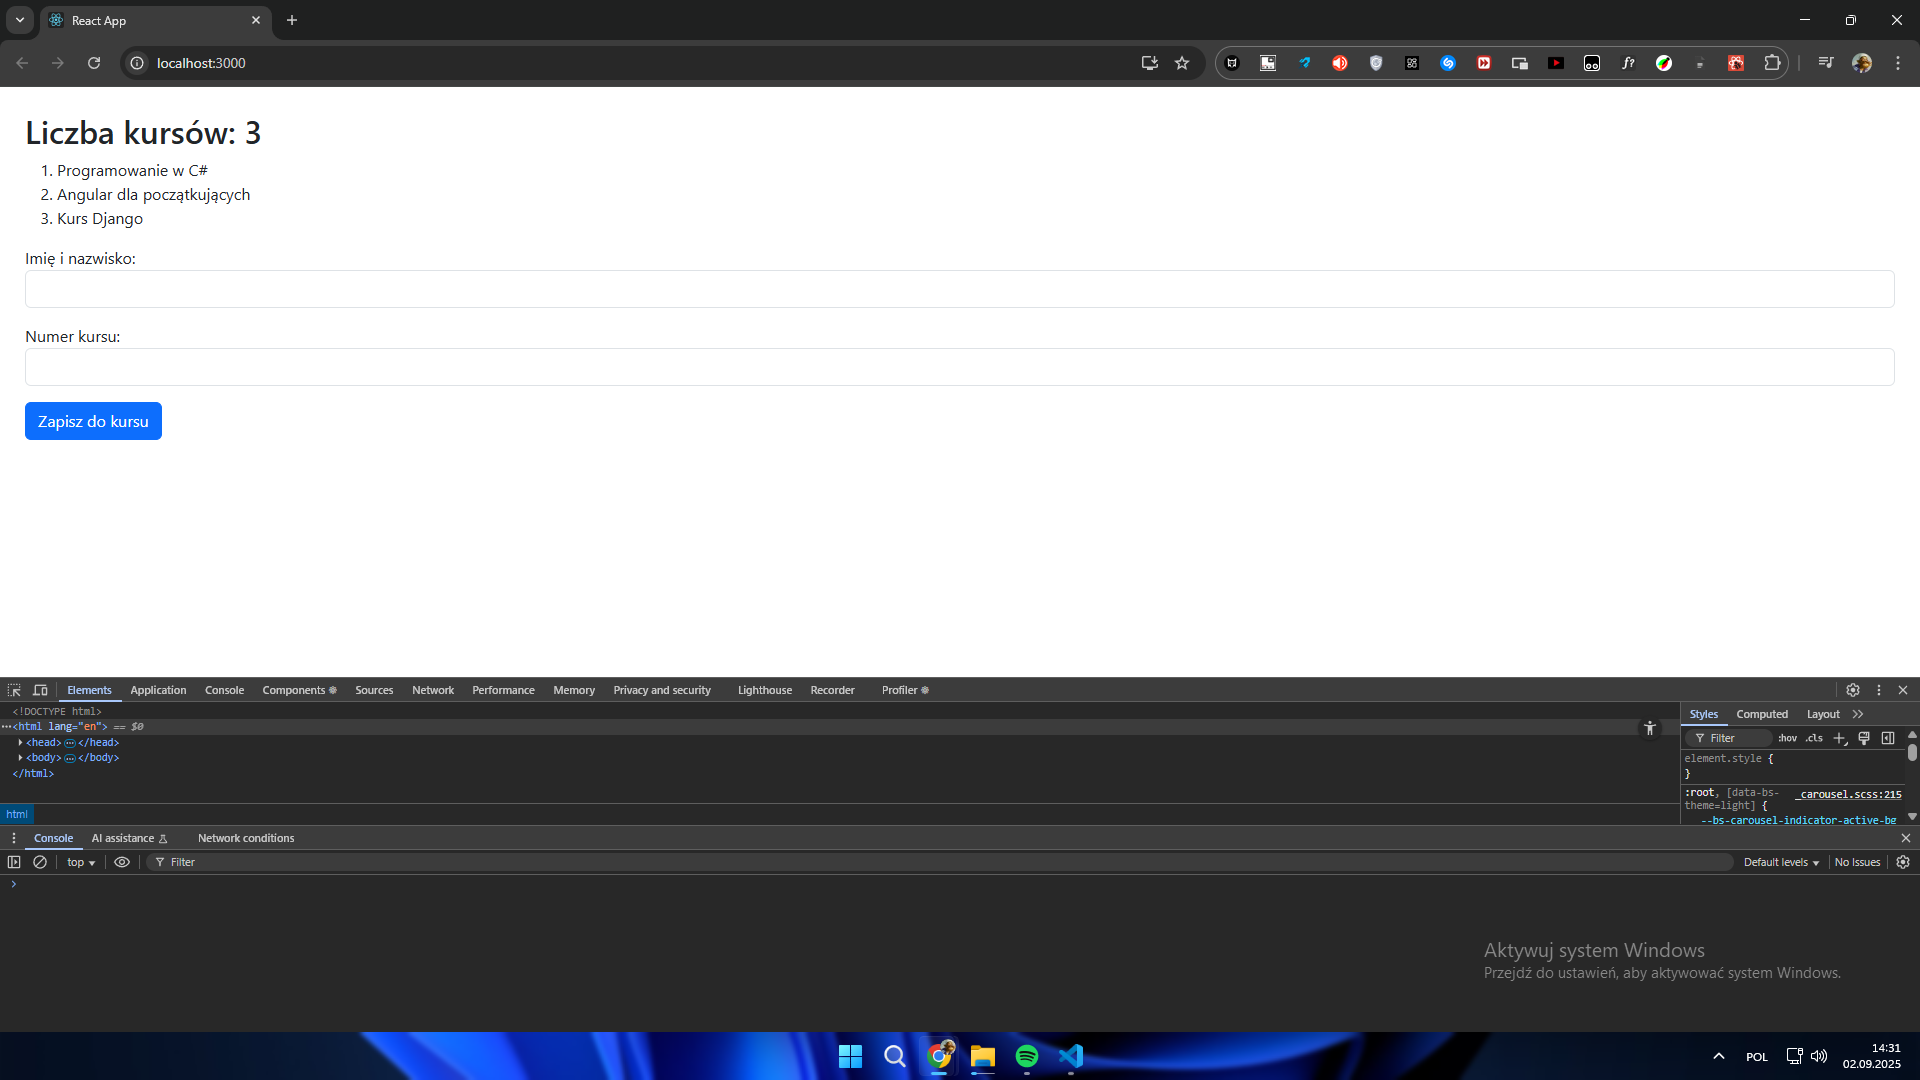 React App
localhost:3000
Liczba kursów: 3
1. Programowanie w C#
2. Angular dla początkujących
3. Kurs Django
Imię i nazwisko:
Numer kursu:
Zapisz do kursu
Elements Application Console Components Sources Network Performance Memory Privacy and security Lighthouse Recorder Profiler
<!DOCTYPE html>
<html lang="en"> == $0
<head> </head>
<body> </body>
</html>
html
Styles Computed Layout
Filter :hov .cls
element.style {
}
:root, [data-bs- _carousel.scss:215
theme=light] {
--bs-carousel-indicator-active-bg
Console AI assistance Network conditions
top Filter Default levels No Issues
Aktywuj system Windows
Przejdź do ustawień, aby aktywować system Windows.
POL
14:31
02.09.2025